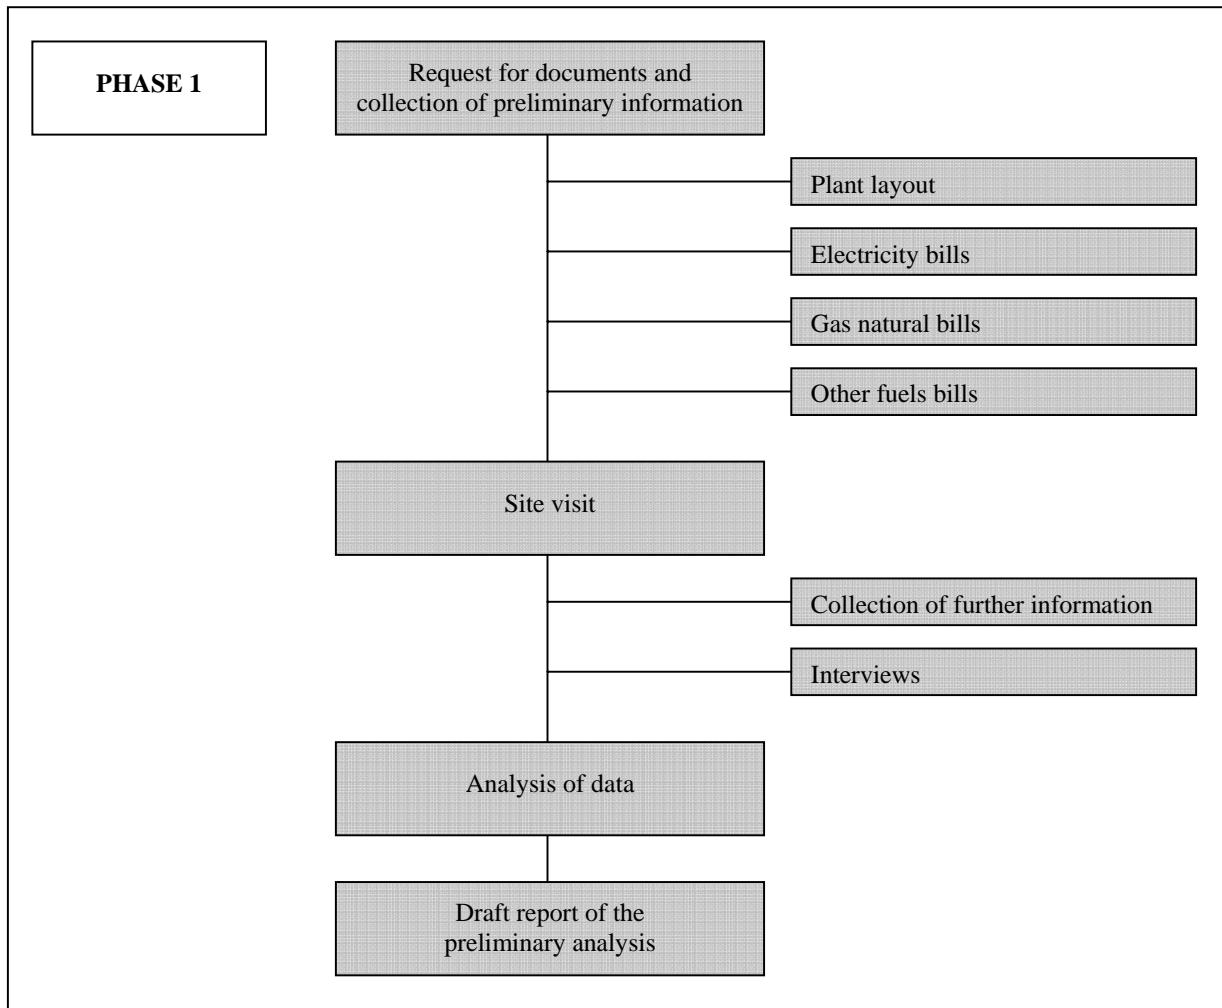 PHASE 1
Request for documents and
collection of preliminary information
Plant layout
Electricity bills
Gas natural bills
Other fuels bills
Site visit
Collection of further information
Interviews
Analysis of data
Draft report of the
preliminary analysis